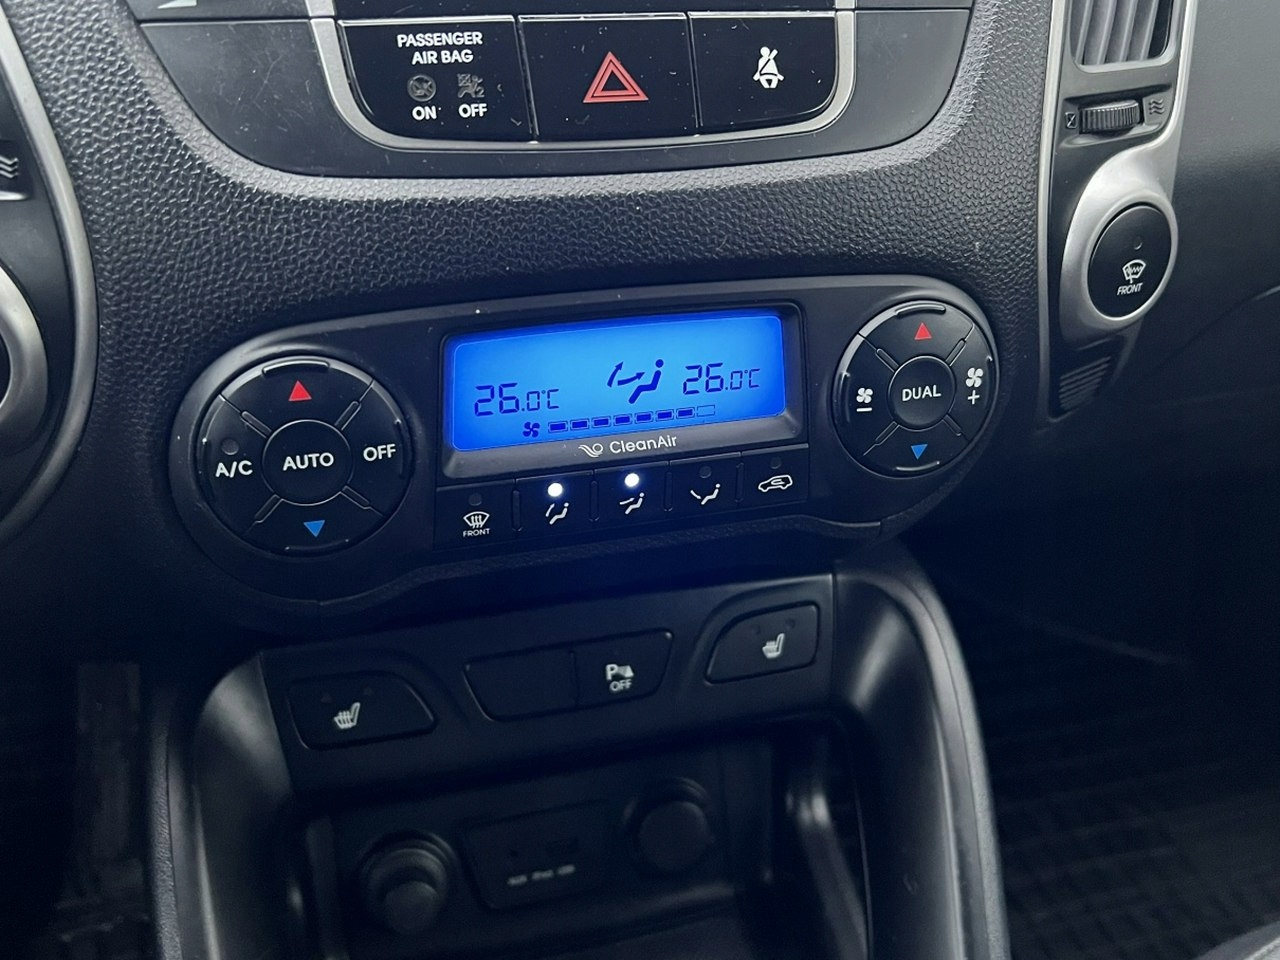 PASSENGER
AIR BAG
ON OFF
FRONT
26.0°C 26.0°C
CleanAir
A/C AUTO OFF
DUAL
−
+
FRONT
P
OFF